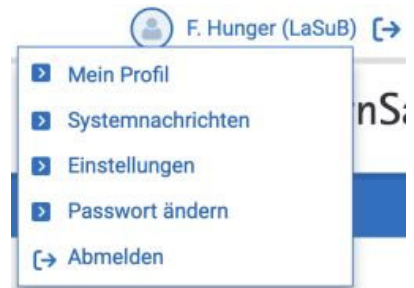 F. Hunger (LaSuB)
Mein Profil
Systemnachrichten
Einstellungen
Passwort ändern
Abmelden